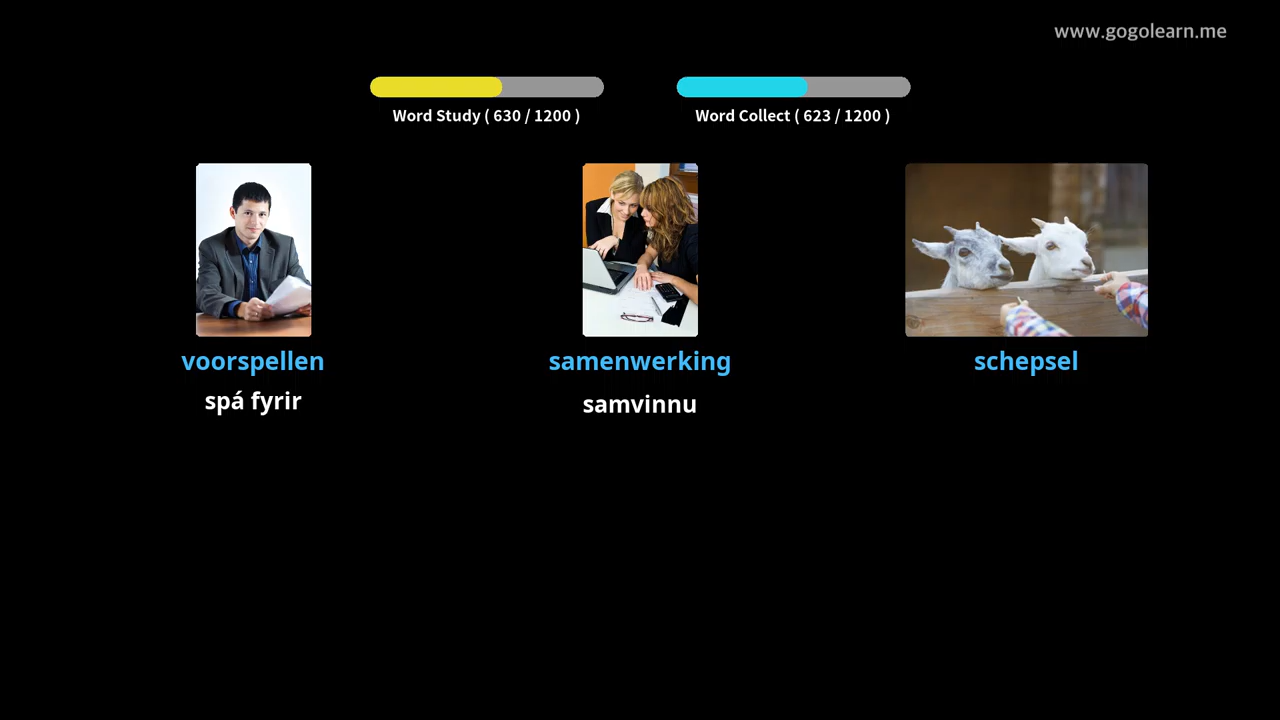 www.gogolearn.me
Word Study ( 630 / 1200 )
Word Collect ( 623 / 1200 )
voorspellen
samenwerking
schepsel
spá fyrir
samvinnu